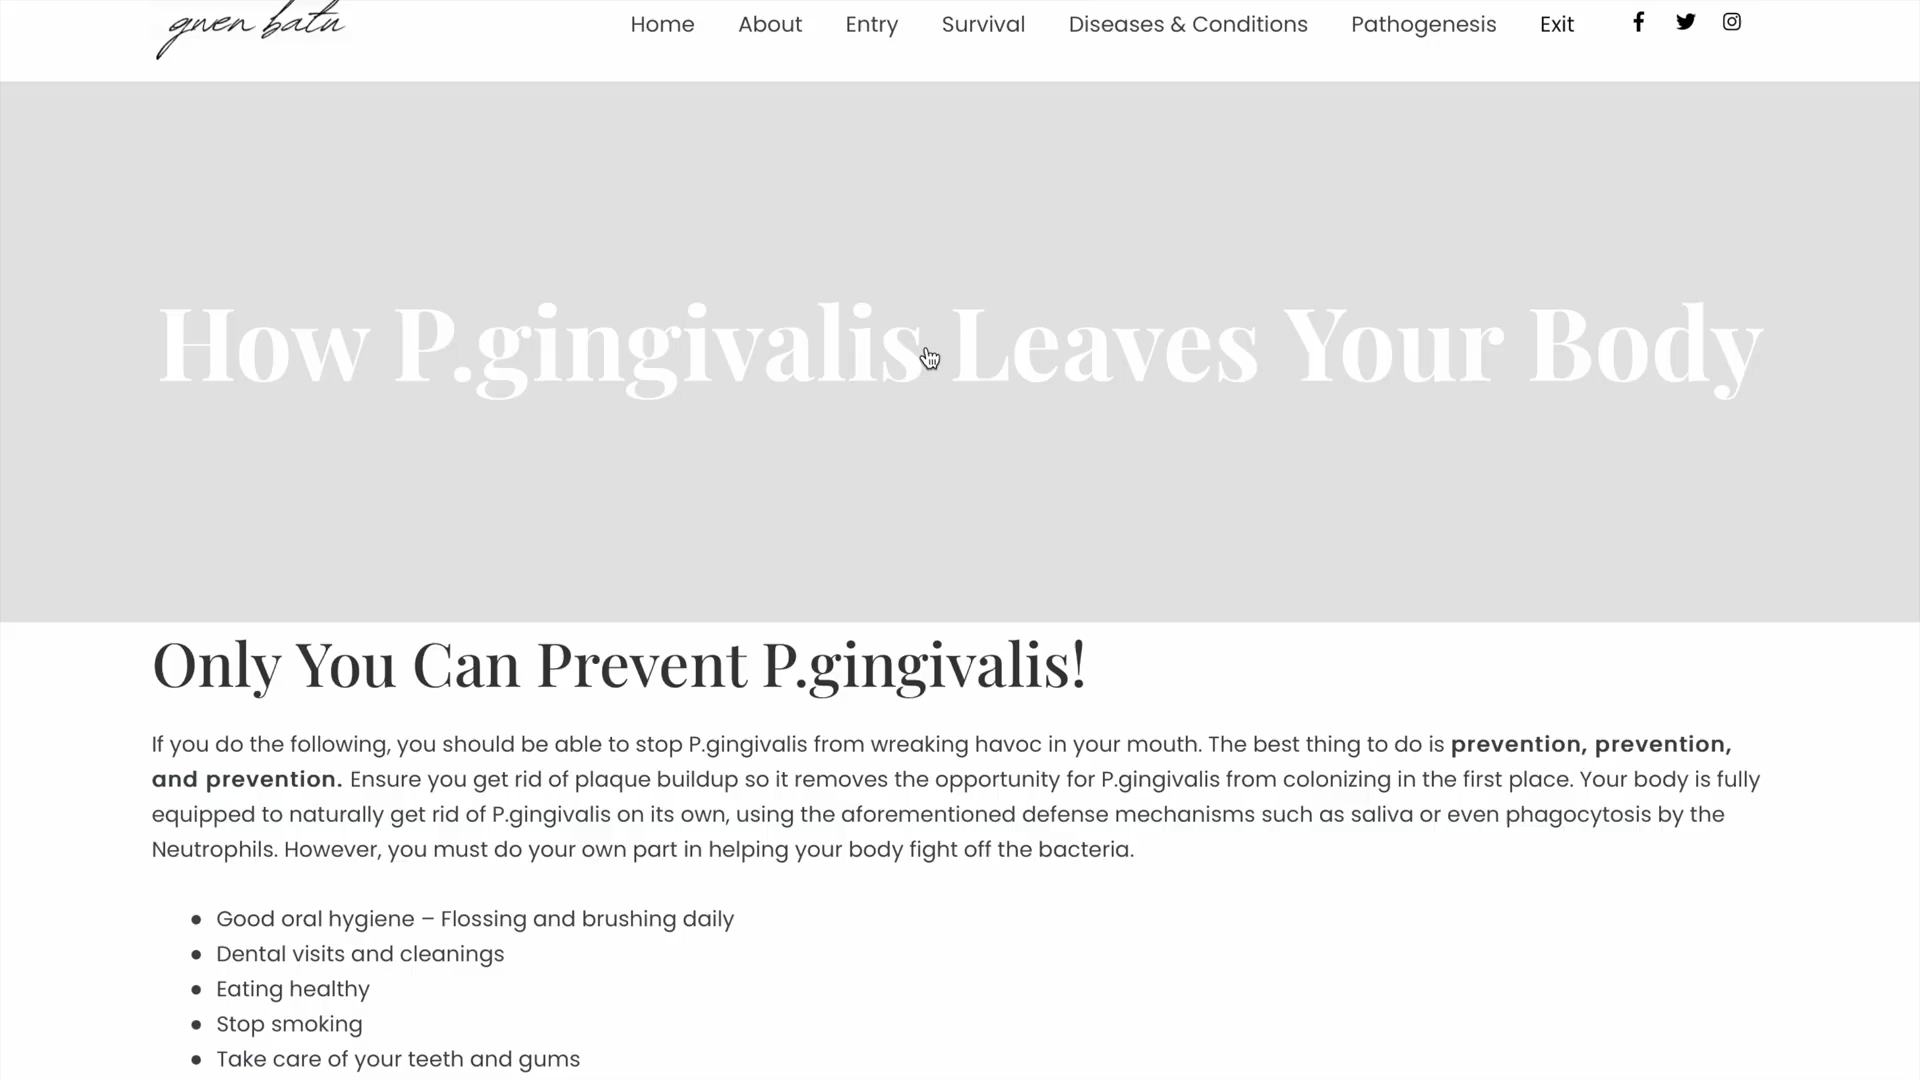 gwen batu
Home About Entry Survival Diseases & Conditions Pathogenesis Exit
How P.gingivalis Leaves Your Body
Only You Can Prevent P.gingivalis!
If you do the following, you should be able to stop P.gingivalis from wreaking havoc in your mouth. The best thing to do is prevention, prevention,
and prevention. Ensure you get rid of plaque buildup so it removes the opportunity for P.gingivalis from colonizing in the first place. Your body is fully
equipped to naturally get rid of P.gingivalis on its own, using the aforementioned defense mechanisms such as saliva or even phagocytosis by the
Neutrophils. However, you must do your own part in helping your body fight off the bacteria.
● Good oral hygiene – Flossing and brushing daily
● Dental visits and cleanings
● Eating healthy
● Stop smoking
● Take care of your teeth and gums